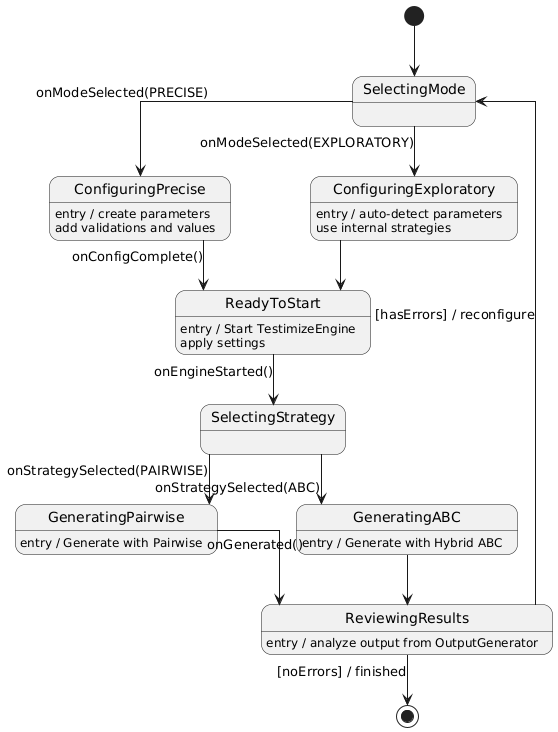 SelectingMode
onModeSelected(PRECISE)
onModeSelected(EXPLORATORY)
ConfiguringPrecise
entry / create parameters
add validations and values
ConfiguringExploratory
entry / auto-detect parameters
use internal strategies
onConfigComplete()
ReadyToStart
entry / Start TestimizeEngine
apply settings
[hasErrors] / reconfigure
onEngineStarted()
SelectingStrategy
onStrategySelected(PAIRWISE)
onStrategySelected(ABC)
GeneratingPairwise
entry / Generate with Pairwise
GeneratingABC
entry / Generate with Hybrid ABC
onGenerated()
ReviewingResults
entry / analyze output from OutputGenerator
[noErrors] / finished